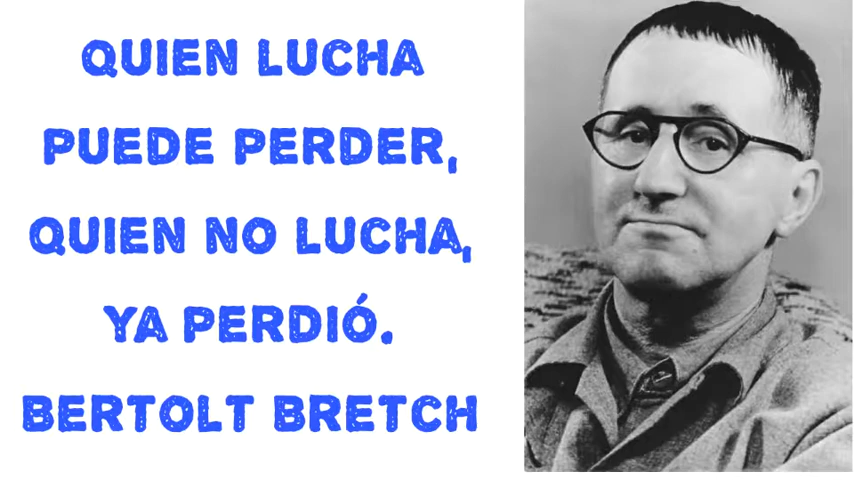 QUIEN LUCHA
PUEDE PERDER,
QUIEN NO LUCHA,
YA PERDIÓ.
BERTOLT BRETCH